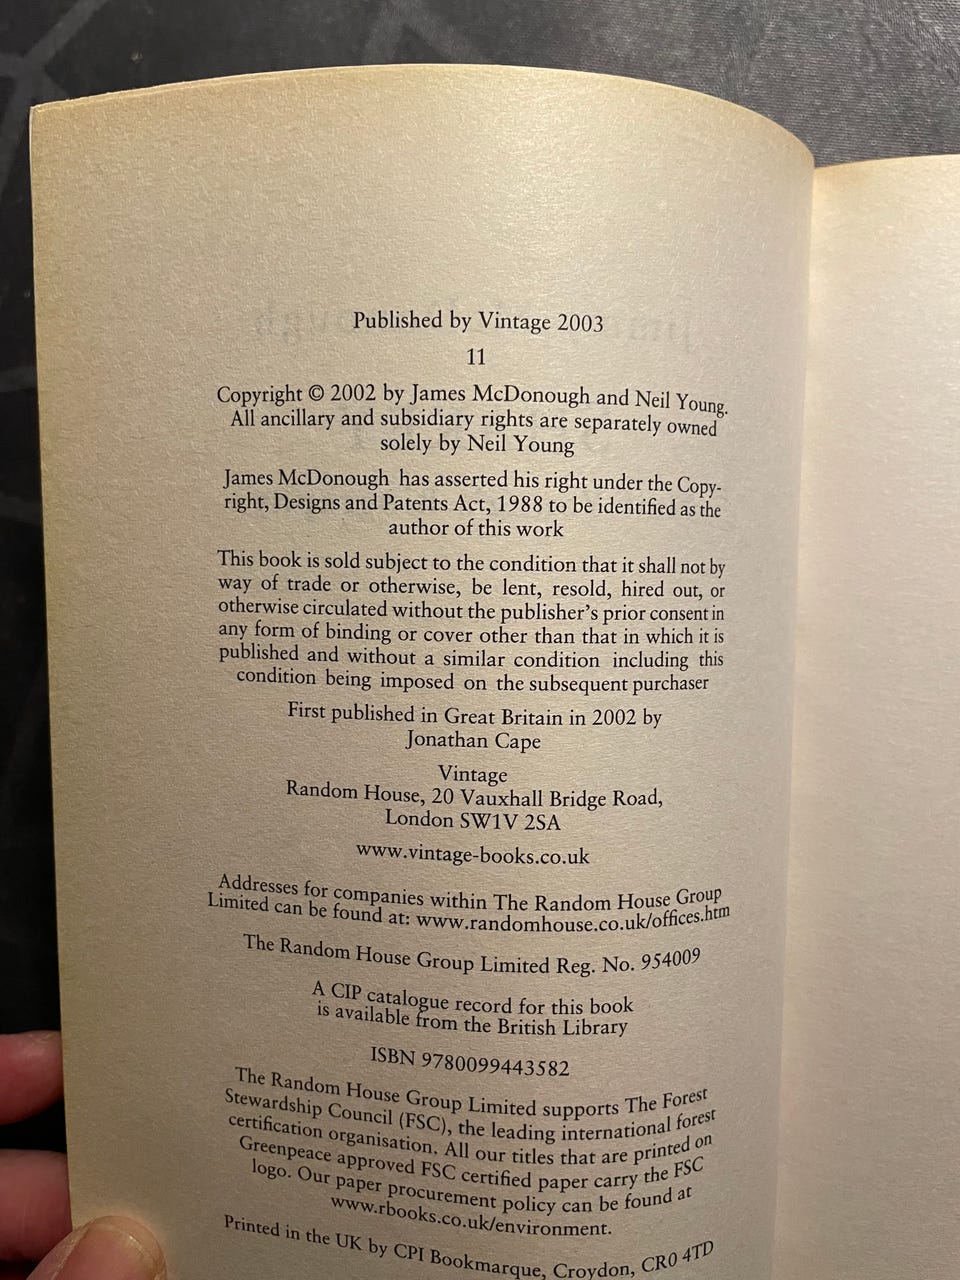 Published by Vintage 2003
11
Copyright © 2002 by James McDonough and Neil Young.
All ancillary and subsidiary rights are separately owned
solely by Neil Young
James McDonough has asserted his right under the Copy-
right, Designs and Patents Act, 1988 to be identified as the
author of this work
This book is sold subject to the condition that it shall not by
way of trade or otherwise, be lent, resold, hired out, or
otherwise circulated without the publisher's prior consent in
any form of binding or cover other than that in which it is
published and without a similar condition including this
condition being imposed on the subsequent purchaser
First published in Great Britain in 2002 by
Jonathan Cape
Vintage
Random House, 20 Vauxhall Bridge Road,
London SW1V 2SA
www.vintage-books.co.uk
Addresses for companies within The Random House Group
Limited can be found at: www.randomhouse.co.uk/offices.htm
The Random House Group Limited Reg. No. 954009
A CIP catalogue record for this book
is available from the British Library
ISBN 9780099443582
The Random House Group Limited supports The Forest
Stewardship Council (FSC), the leading international forest
certification organisation. All our titles that are printed on
Greenpeace approved FSC certified paper carry the FSC
logo. Our paper procurement policy can be found at
www.rbooks.co.uk/environment.
Printed in the UK by CPI Bookmarque, Croydon, CR0 4TD